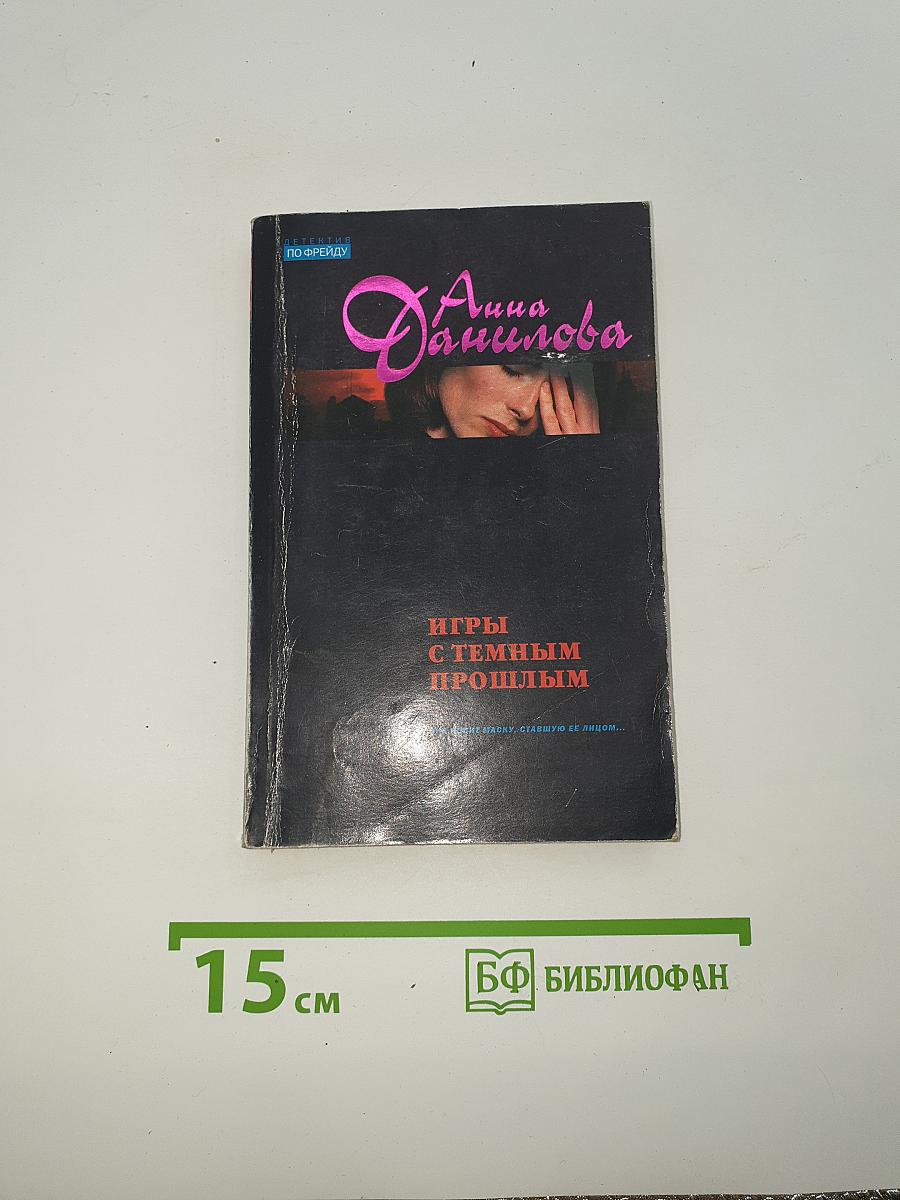 ДЕТЕКТИВ
ПО ФРЕЙДУ
Анна
Данилова
ИГРЫ
С ТЕМНЫМ
ПРОШЛЫМ
МАСКУ, СТАВШУЮ ЕЕ ЛИЦОМ...
15 см
БФ БИБЛИОФАН